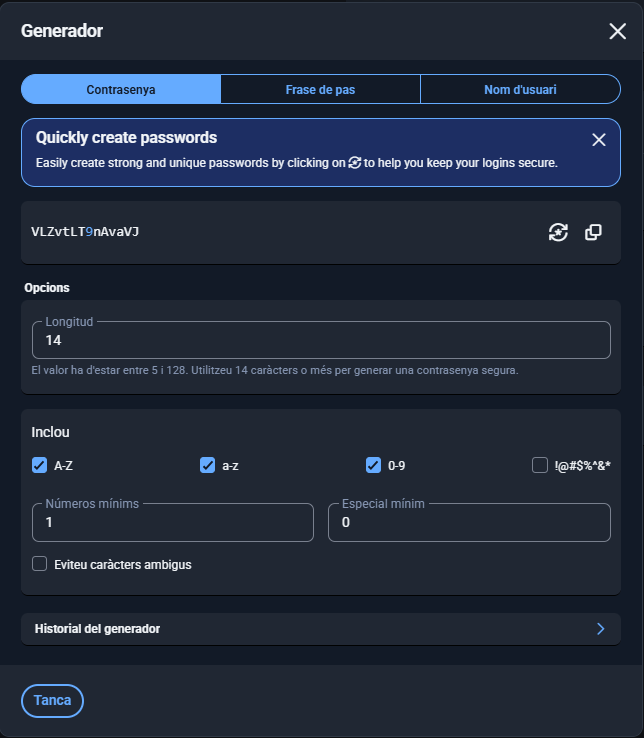 Generador
Contrasenya
Frase de pas
Nom d'usuari
Quickly create passwords
Easily create strong and unique passwords by clicking on to help you keep your logins secure.
VLZvtLT9nAvaVJ
Opcions
Longitud
14
El valor ha d'estar entre 5 i 128. Utilitzeu 14 caràcters o més per generar una contrasenya segura.
Inclou
A-Z
a-z
0-9
!@#$%^&*
Números mínims
1
Especial mínim
0
Eviteu caràcters ambigus
Historial del generador
Tanca